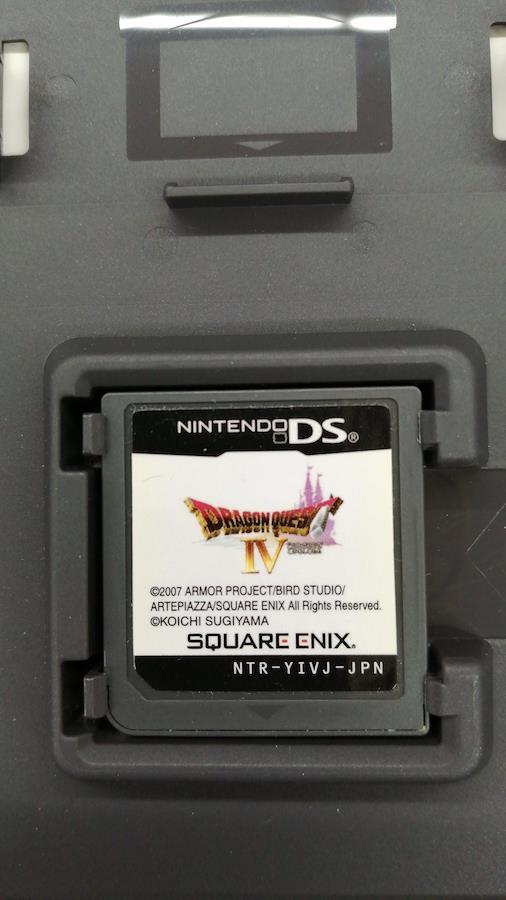 NINTENDO DS®
DRAGON QUEST
IV
©2007 ARMOR PROJECT/BIRD STUDIO/
ARTEPIAZZA/SQUARE ENIX All Rights Reserved.
©KOICHI SUGIYAMA
SQUARE ENIX.
NTR-YIVJ-JPN